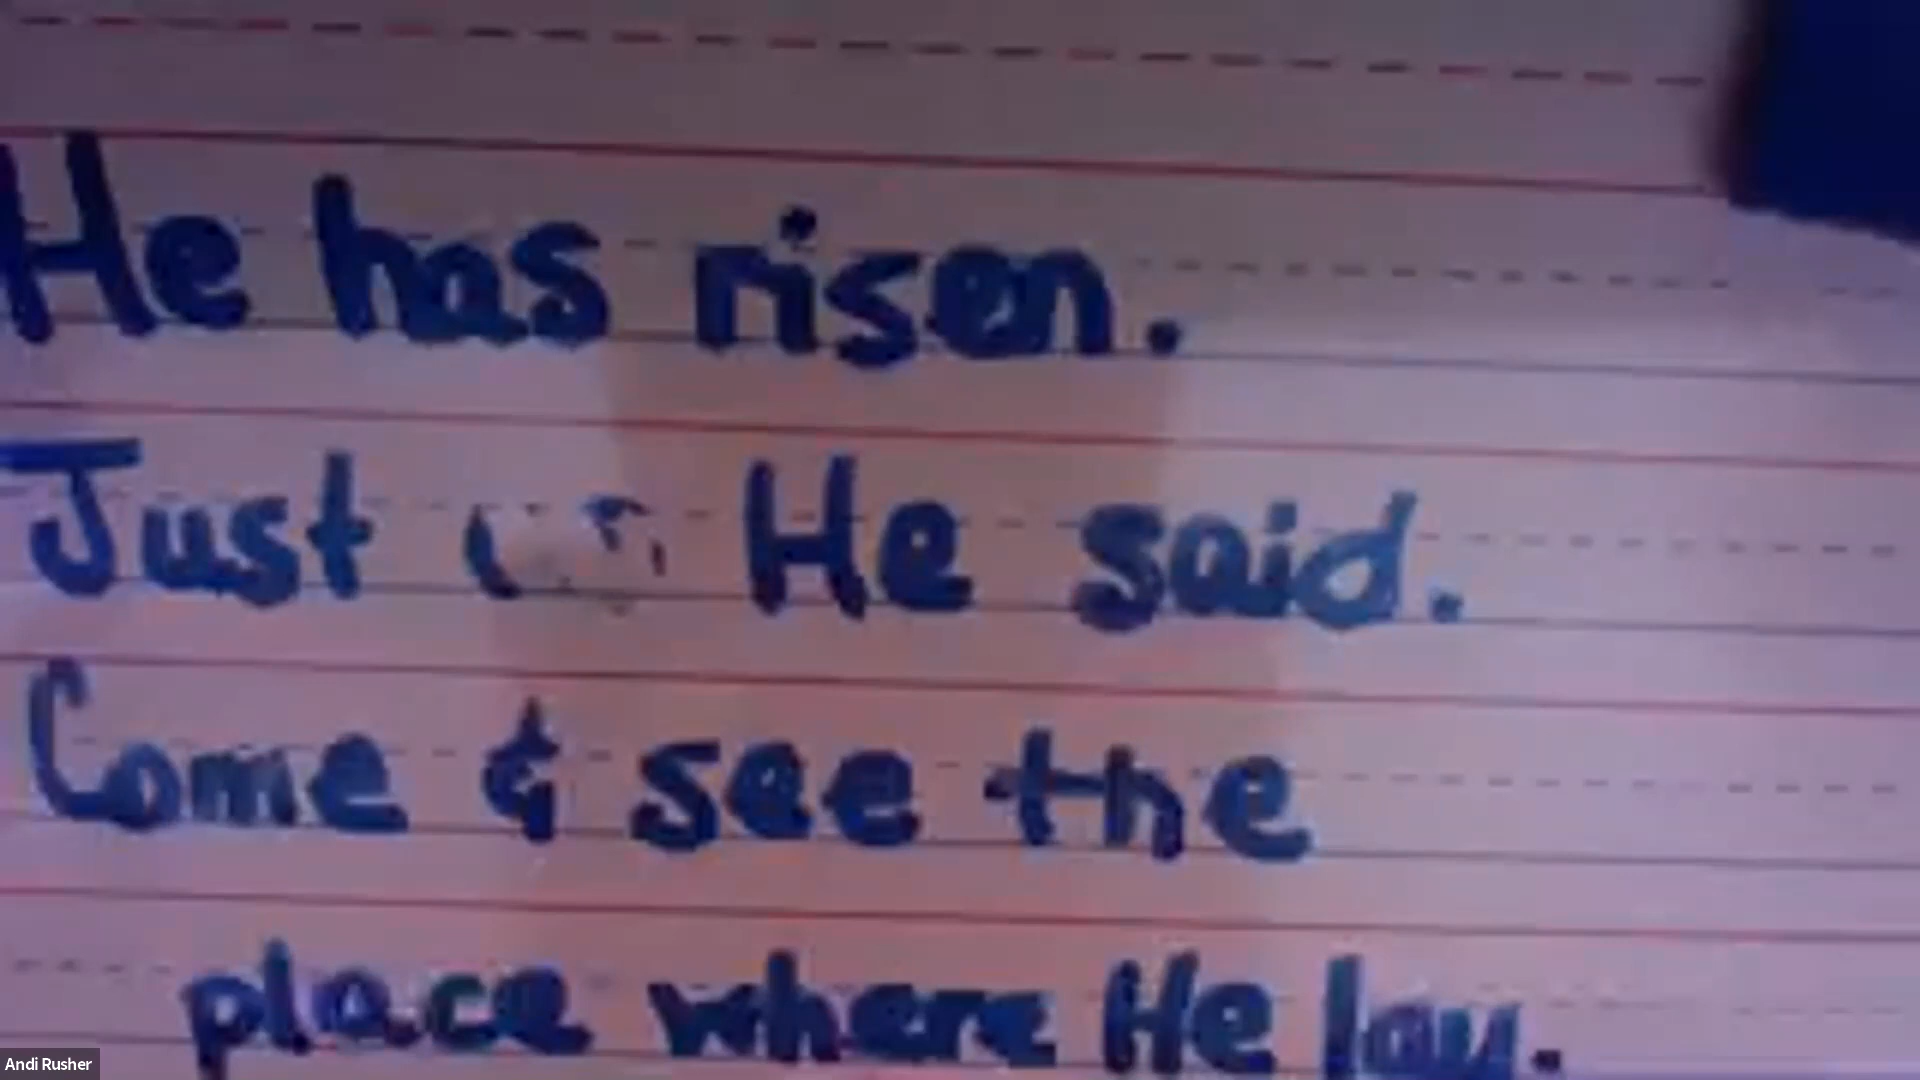 He has risen.
Just He said.
Come & see the
place where He lay.
Andi Rusher